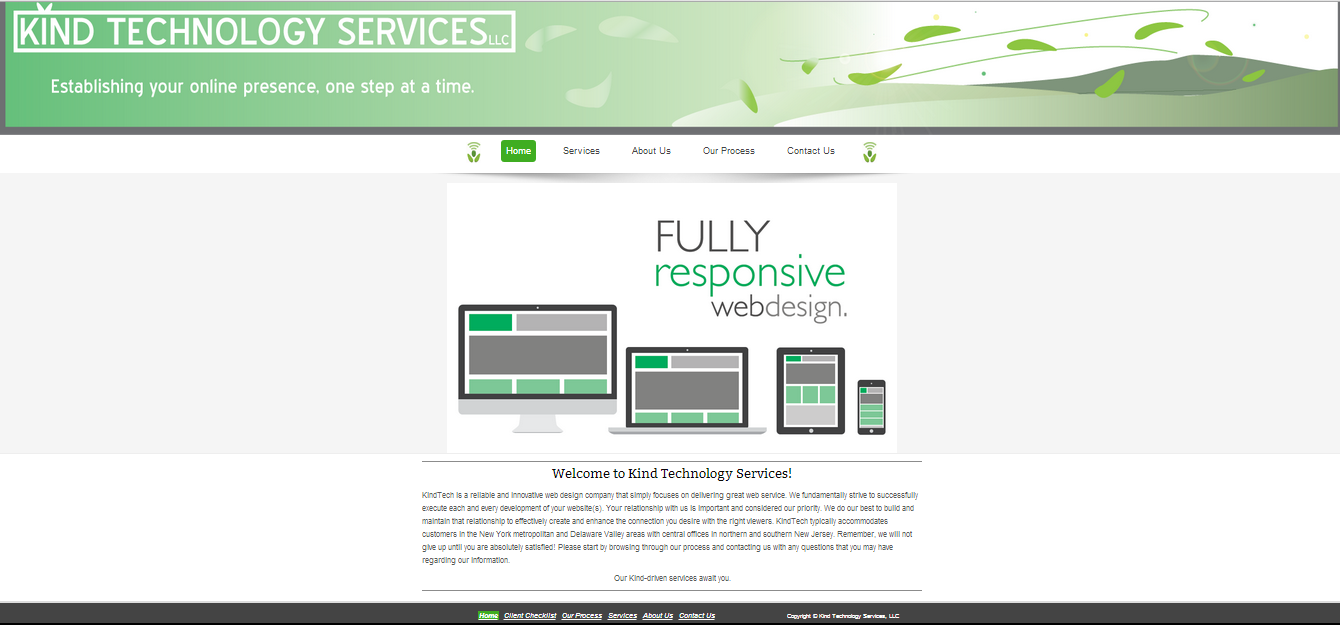 KIND TECHNOLOGY SERVICES LLC
Establishing your online presence, one step at a time.
Home Services About Us Our Process Contact Us
FULLY
responsive
webdesign.
Welcome to Kind Technology Services!
KindTech is a reliable and innovative web design company that simply focuses on delivering great web service. We fundamentally strive to successfully
execute each and every development of your website(s). Your relationship with us is important and considered our priority. We do our best to build and
maintain that relationship to effectively create and enhance the connection you desire with the right viewers. KindTech typically accommodates
customers in the New York metropolitan and Delaware Valley areas with central offices in northern and southern New Jersey. Remember, we will not
give up until you are absolutely satisfied! Please start by browsing through our process and contacting us with any questions that you may have
regarding our information.
Our Kind-driven services await you.
Home Client Checklist Our Process Services About Us Contact Us Copyright © Kind Technology Services, LLC